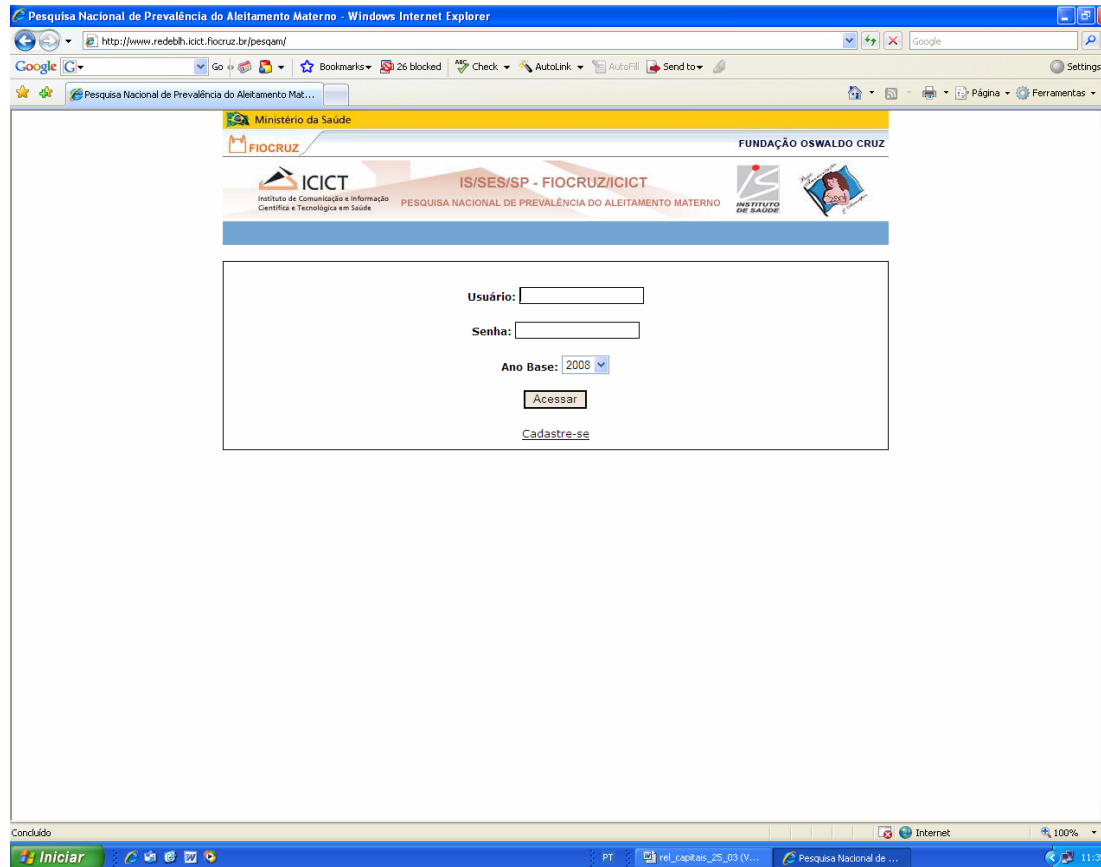 Pesquisa Nacional de Prevalência do Aleitamento Materno - Windows Internet Explorer
http://www.redeblh.icict.fiocruz.br/pesqam/
Google
Google G Go Bookmarks 26 blocked Check AutoLink AutoFill Send to Settings
Pesquisa Nacional de Prevalência do Aleitamento Mat... Página Ferramentas
Ministério da Saúde
FIOCRUZ FUNDAÇÃO OSWALDO CRUZ
ICICT
Instituto de Comunicação e Informação
Científica e Tecnológica em Saúde
IS/SES/SP - FIOCRUZ/ICICT
PESQUISA NACIONAL DE PREVALÊNCIA DO ALEITAMENTO MATERNO
INSTITUTO
DE SAÚDE
Usuário:
Senha:
Ano Base: 2008
Acessar
Cadastre-se
Concluído Internet 100%
Iniciar PT rel_capitais_25_03 (V... Pesquisa Nacional de ... 11:3